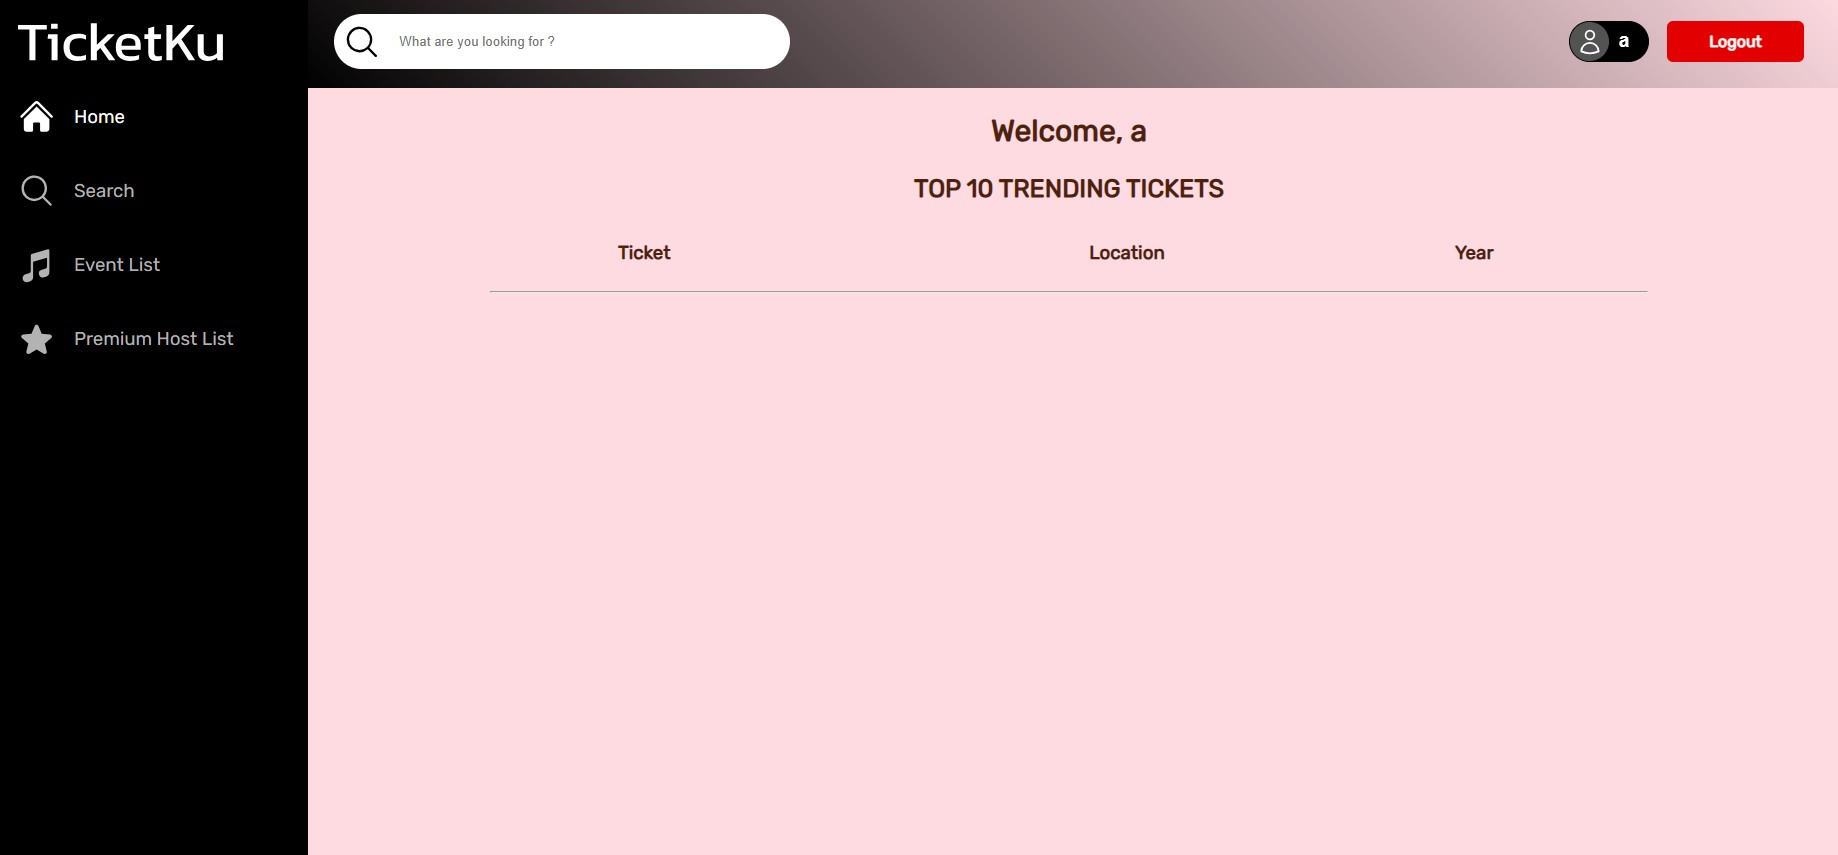 TicketKu
Home
Search
Event List
Premium Host List
What are you looking for ?
a
Logout
Welcome, a
TOP 10 TRENDING TICKETS
Ticket Location Year